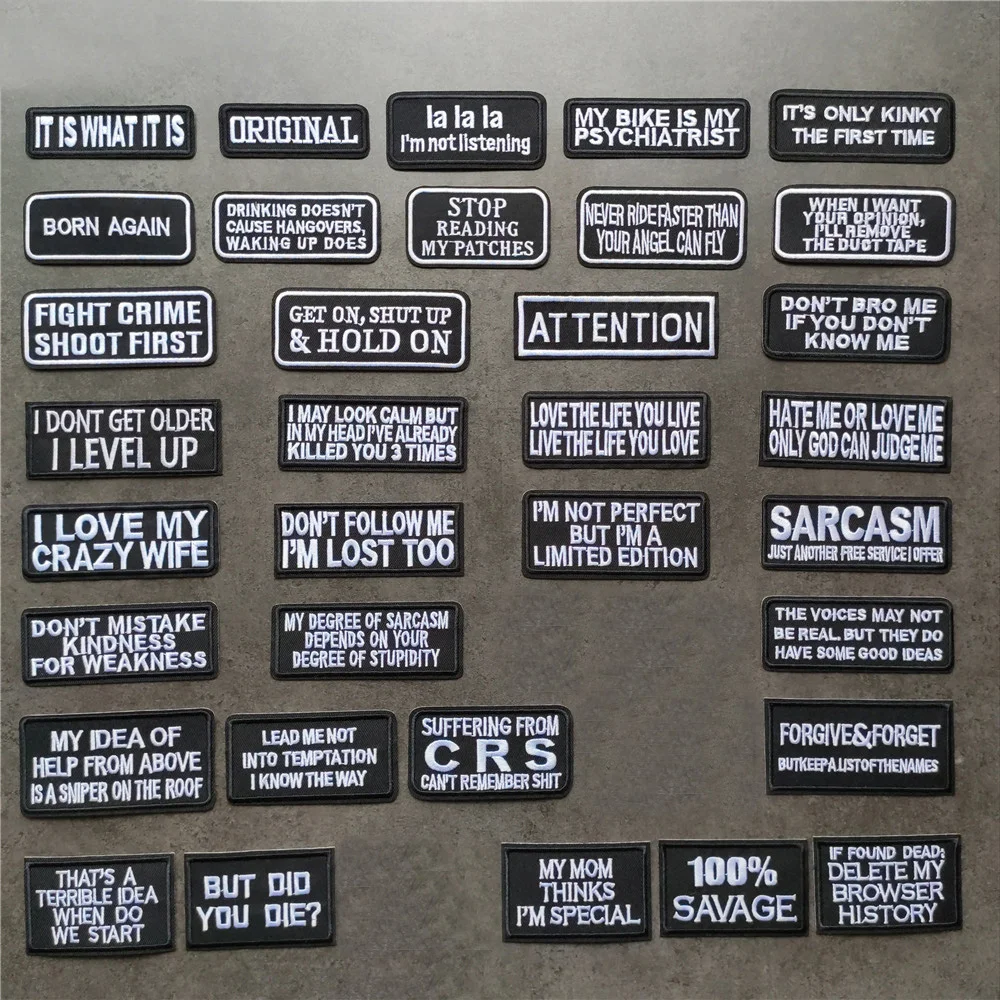 IT IS WHAT IT IS
ORIGINAL
la la la
I'm not listening
MY BIKE IS MY
PSYCHIATRIST
IT'S ONLY KINKY
THE FIRST TIME
BORN AGAIN
DRINKING DOESN'T
CAUSE HANGOVERS,
WAKING UP DOES
STOP
READING
MY PATCHES
NEVER RIDE FASTER THAN
YOUR ANGEL CAN FLY
WHEN I WANT
YOUR OPINION,
I'LL REMOVE
THE DUCT TAPE
FIGHT CRIME
SHOOT FIRST
GET ON, SHUT UP
& HOLD ON
ATTENTION
DON'T BRO ME
IF YOU DON'T
KNOW ME
I DONT GET OLDER
I LEVEL UP
I MAY LOOK CALM BUT
IN MY HEAD I'VE ALREADY
KILLED YOU 3 TIMES
LOVE THE LIFE YOU LIVE
LIVE THE LIFE YOU LOVE
HATE ME OR LOVE ME
ONLY GOD CAN JUDGE ME
I LOVE MY
CRAZY WIFE
DON'T FOLLOW ME
I'M LOST TOO
I'M NOT PERFECT
BUT I'M A
LIMITED EDITION
SARCASM
JUST ANOTHER FREE SERVICE I OFFER
DON'T MISTAKE
KINDNESS
FOR WEAKNESS
MY DEGREE OF SARCASM
DEPENDS ON YOUR
DEGREE OF STUPIDITY
THE VOICES MAY NOT
BE REAL. BUT THEY DO
HAVE SOME GOOD IDEAS
MY IDEA OF
HELP FROM ABOVE
IS A SNIPER ON THE ROOF
LEAD ME NOT
INTO TEMPTATION
I KNOW THE WAY
SUFFERING FROM
CRS
CAN'T REMEMBER SHIT
FORGIVE&FORGET
BUT KEEP A LIST OF THE NAMES
THAT'S A
TERRIBLE IDEA
WHEN DO
WE START
BUT DID
YOU DIE?
MY MOM
THINKS
I'M SPECIAL
100%
SAVAGE
IF FOUND DEAD:
DELETE MY
BROWSER
HISTORY